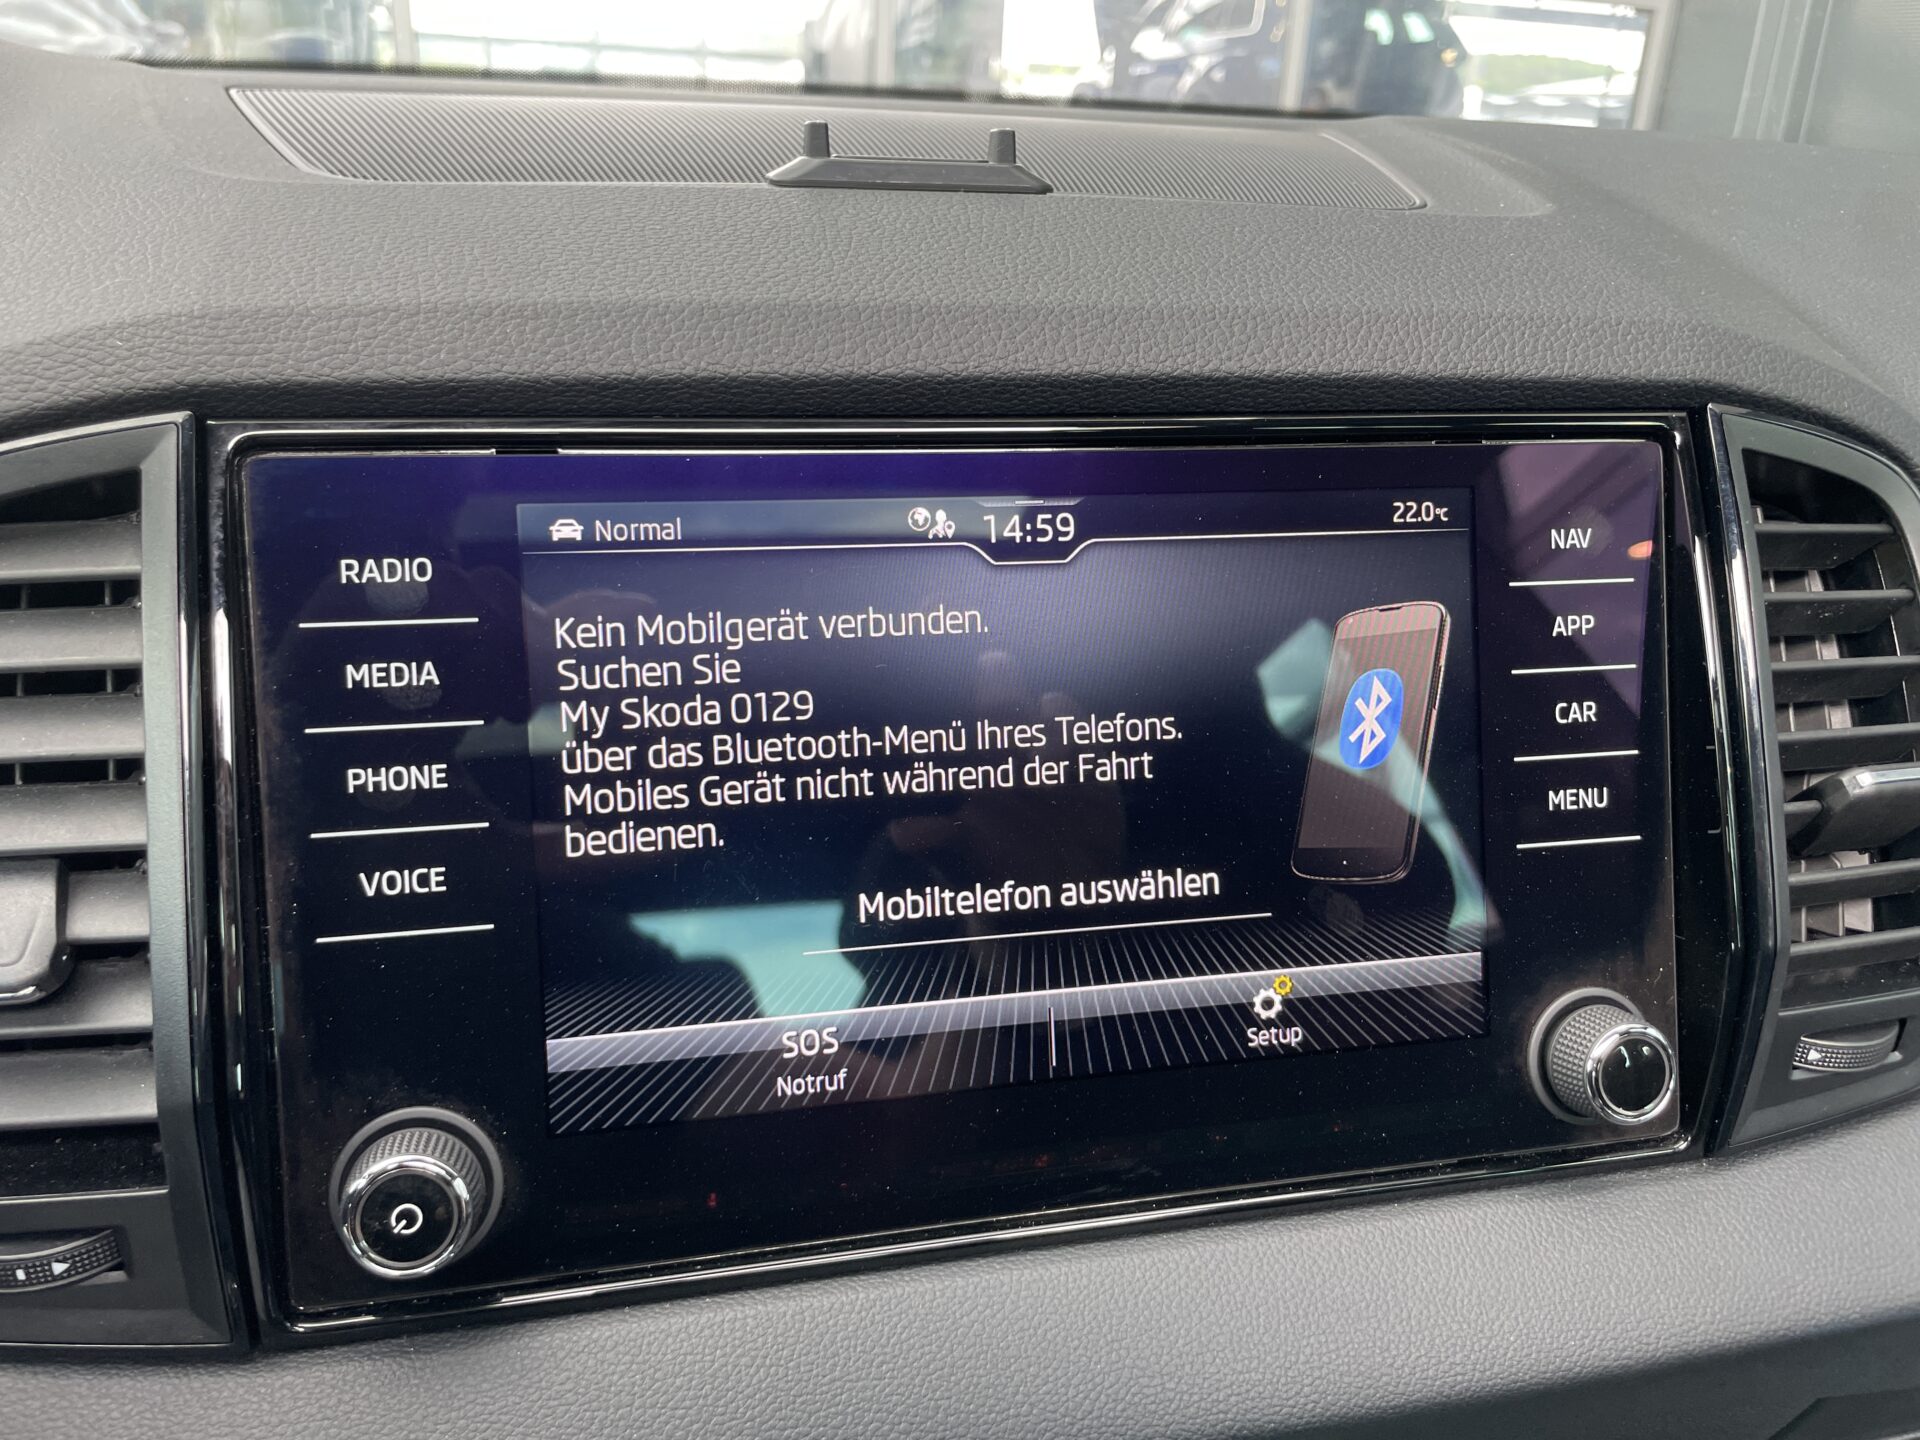 Normal
14:59
22.0°C
RADIO
MEDIA
PHONE
VOICE
Kein Mobilgerät verbunden.
Suchen Sie
My Skoda 0129
über das Bluetooth-Menü Ihres Telefons.
Mobiles Gerät nicht während der Fahrt
bedienen.
Mobiltelefon auswählen
SOS
Notruf
Setup
NAV
APP
CAR
MENU